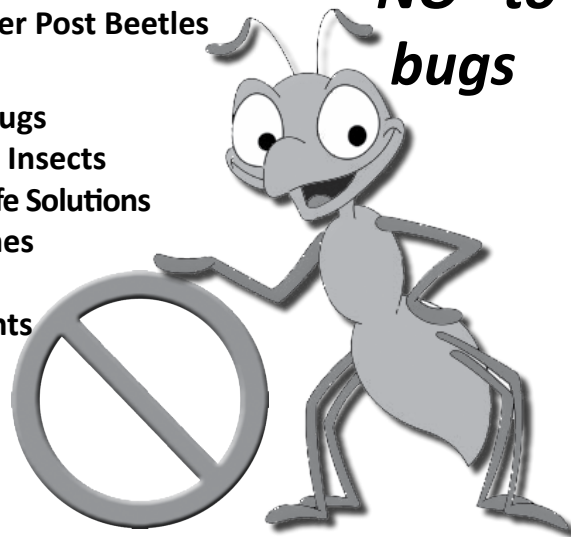 NO" to
bugs
er Post Beetles
ugs
Insects
fe Solutions
nes
nts